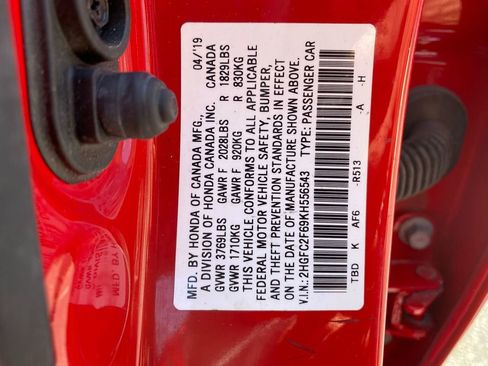 MFD. BY HONDA OF CANADA MFG. 04/19
A DIVISION OF HONDA CANADA INC. CANADA
GVWR 3769LBS GAWR F 2028LBS R 1829LBS
GVWR 1710KG GAWR F 920KG R 830KG
THIS VEHICLE CONFORMS TO ALL APPLICABLE
FEDERAL MOTOR VEHICLE SAFETY, BUMPER,
AND THEFT PREVENTION STANDARDS IN EFFECT
ON THE DATE OF MANUFACTURE SHOWN ABOVE.
V.I.N.: 2HGFC2F69KH556543 TYPE: PASSENGER CAR
TBD K AF6 -R513 -A -H